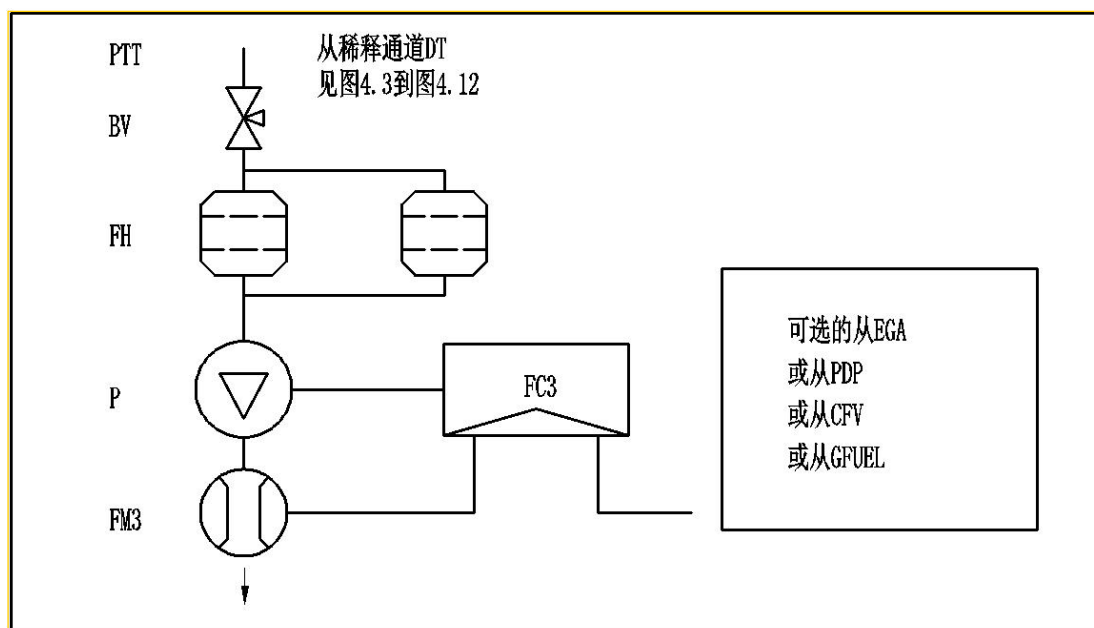 PTT
从稀释通道DT
见图4.3到图4.12
BV
FH
P
FC3
可选的从EGA
或从PDP
或从CFV
或从GFUEL
FM3